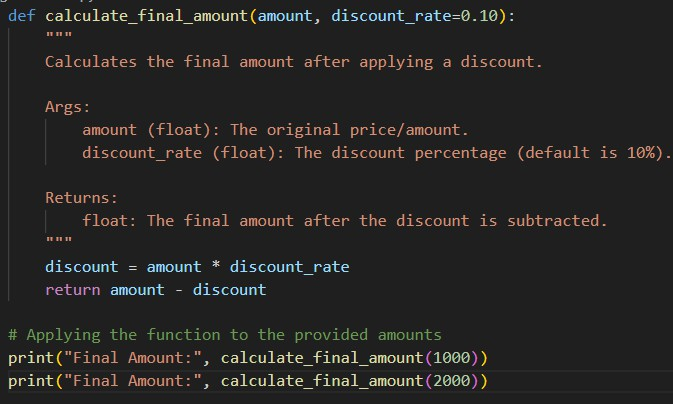 def calculate_final_amount(amount, discount_rate=0.10):
    """
    Calculates the final amount after applying a discount.

    Args:
        amount (float): The original price/amount.
        discount_rate (float): The discount percentage (default is 10%).

    Returns:
        float: The final amount after the discount is subtracted.
    """
    discount = amount * discount_rate
    return amount - discount

# Applying the function to the provided amounts
print("Final Amount:", calculate_final_amount(1000))
print("Final Amount:", calculate_final_amount(2000))